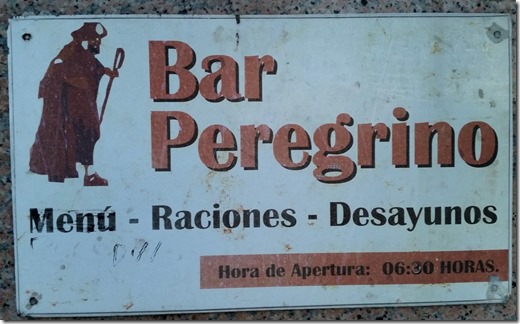 Bar
Peregrino
Menú - Raciones - Desayunos
Hora de Apertura: 06:30 HORAS.